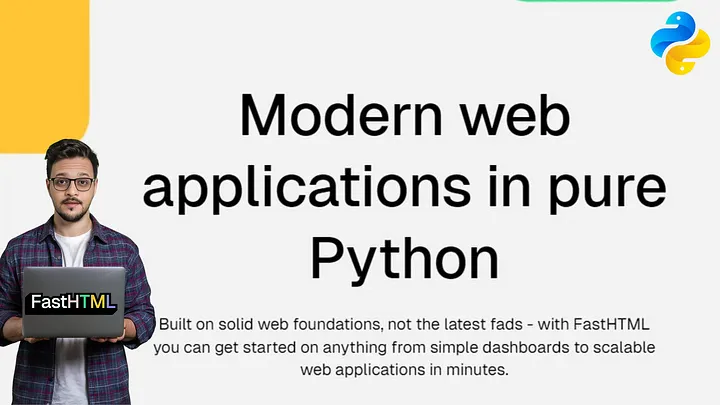 Modern web
applications in pure
Python
FastHTML
Built on solid web foundations, not the latest fads - with FastHTML
you can get started on anything from simple dashboards to scalable
web applications in minutes.